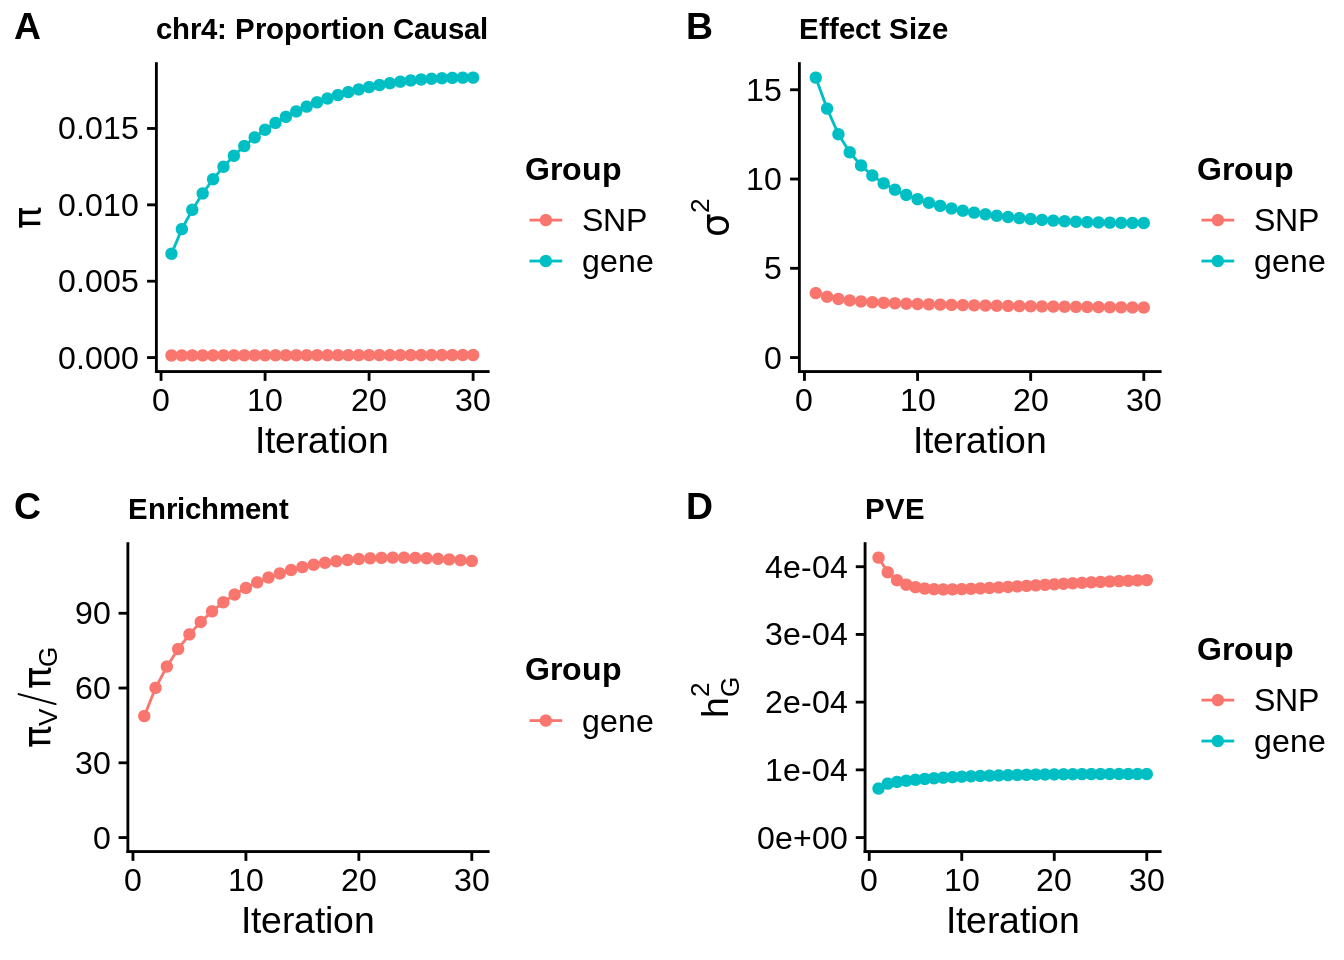 A
chr4: Proportion Causal
π
0.015
0.010
0.005
0.000
0 10 20 30
Iteration
Group
SNP
gene
B
Effect Size
σ²
15
10
5
0
0 10 20 30
Iteration
Group
SNP
gene
C
Enrichment
πV/πG
90
60
30
0
0 10 20 30
Iteration
Group
gene
D
PVE
h²G
4e-04
3e-04
2e-04
1e-04
0e+00
0 10 20 30
Iteration
Group
SNP
gene